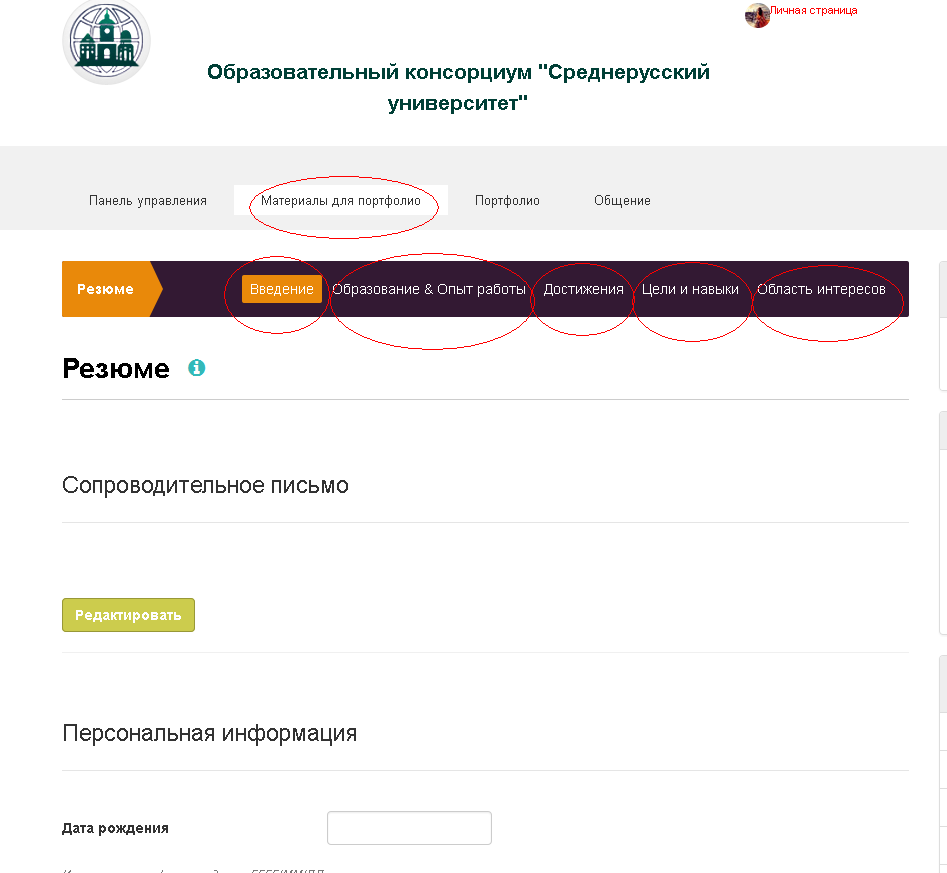 Личная страница
Образовательный консорциум "Среднерусский
университет"
Панель управления Материалы для портфолио Портфолио Общение
Резюме Введение Образование & Опыт работы Достижения Цели и навыки Область интересов
Резюме
Сопроводительное письмо
Редактировать
Персональная информация
Дата рождения